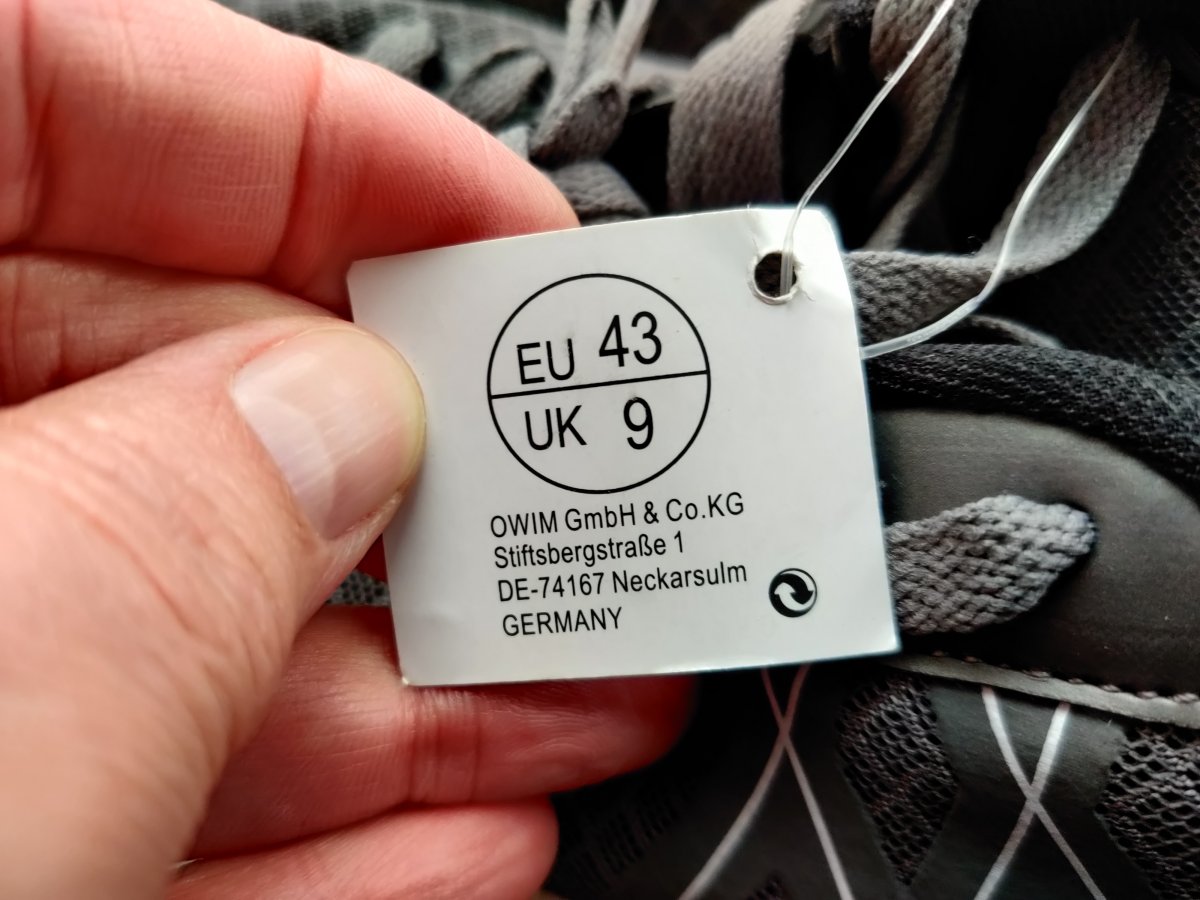 EU 43
UK 9
OWIM GmbH & Co.KG
Stiftsbergstraße 1
DE-74167 Neckarsulm
GERMANY